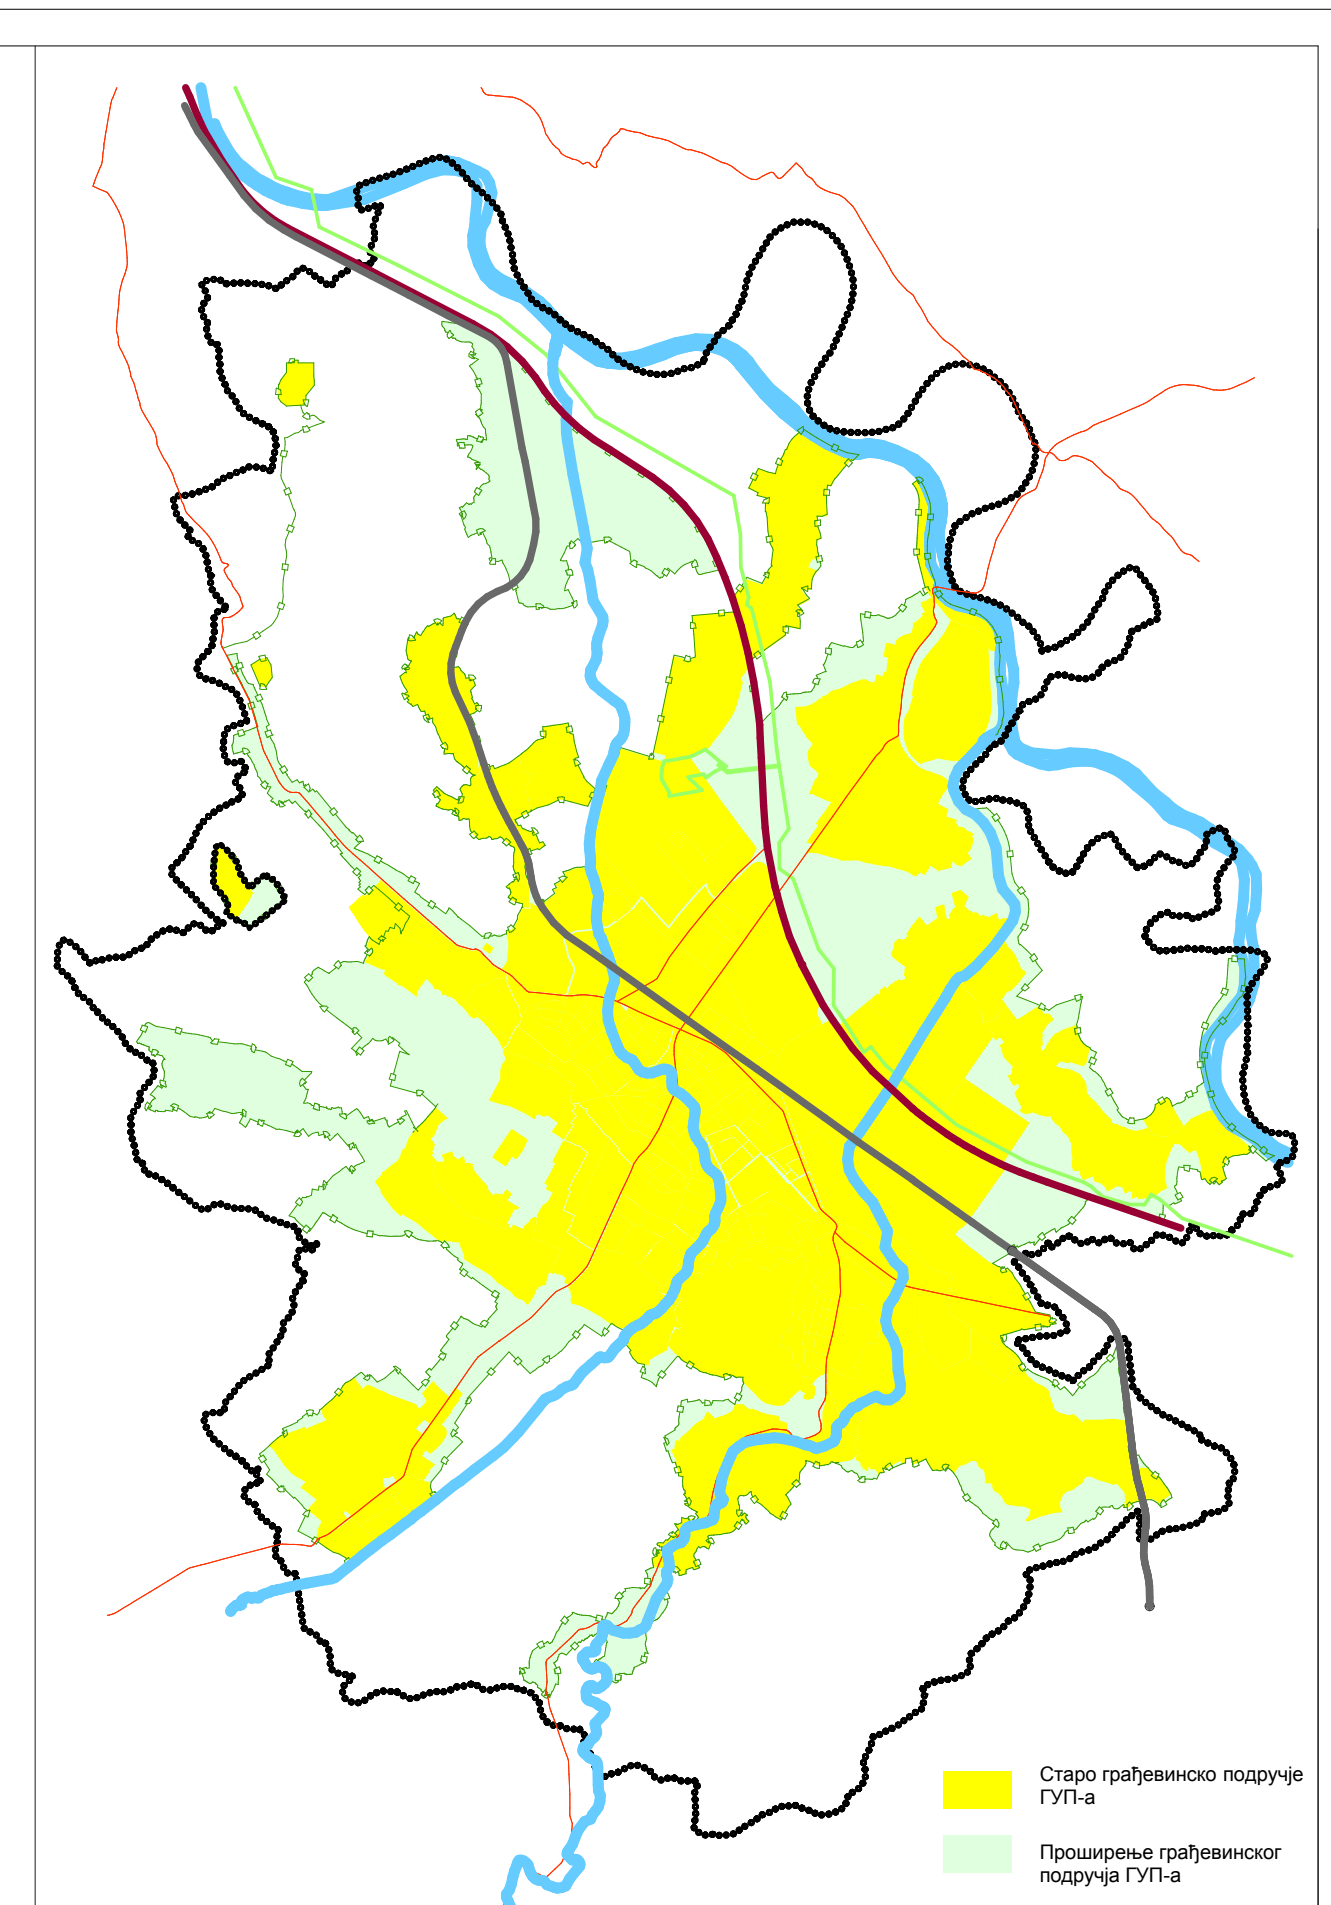 Старо грађевинско подручје
ГУП-а
Проширење грађевинског
подручја ГУП-а